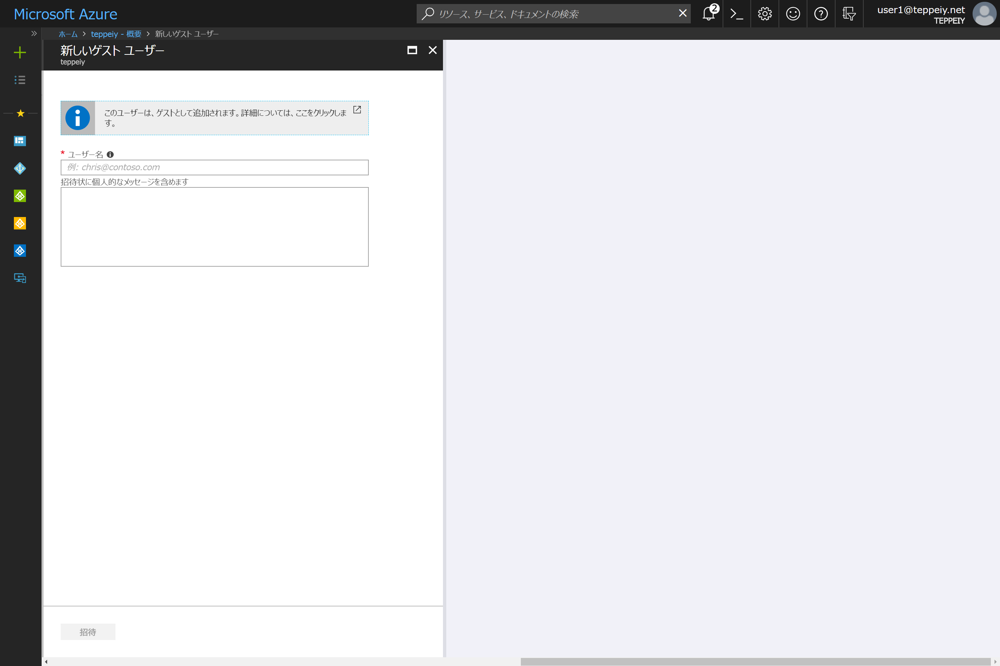 Microsoft Azure
リソース、サービス、ドキュメントの検索
2
user1@teppeiy.net
TEPPEIY
ホーム > teppeiy - 概要 > 新しいゲスト ユーザー
新しいゲスト ユーザー
teppeiy
このユーザーは、ゲストとして追加されます。詳細については、ここをクリックしま
す。
* ユーザー名
例: chris@contoso.com
招待状に個人的なメッセージを含めます
招待